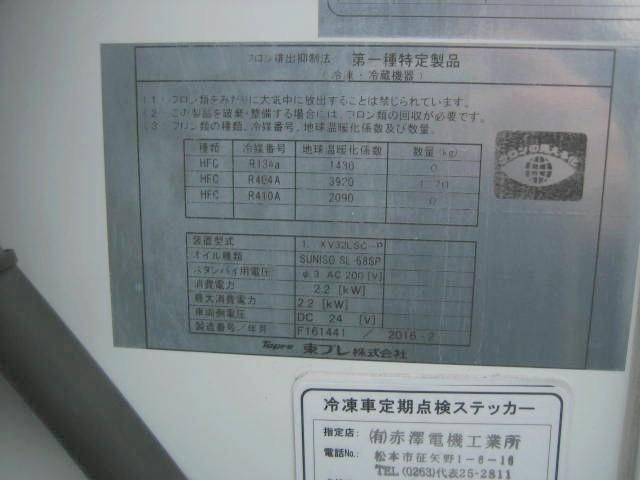 フロン排出抑制法 第一種特定製品
(冷凍・冷蔵機器)
(1. フロン類をみだりに大気中に放出することは禁じられています。
(2. この製品を廃棄・整備する場合には、フロン類の回収が必要です。
(3. フロン類の種類、冷媒番号、地球温暖化係数及び数量。
種類 冷媒番号 地球温暖化係数 数量(kg)
HFC R134a 1430 0
HFC R404A 3920 1.70
HFC R410A 2090 0
装置型式 1. XV32LSC-P
オイル種類 SUNISO SL-68SP
スタンバイ用電圧 φ3 AC 200 [V]
消費電力 2.2 [kW]
最大消費電力 2.2 [kW]
車両側電圧 DC 24 [V]
製造番号/年月 F161441 / 2016-2
Topre 東プレ株式会社
冷凍車定期点検ステッカー
指定店: (有)赤澤電機工業所
電話No.: 松本市征矢野1-6-16
TEL(0263)代表25-2811